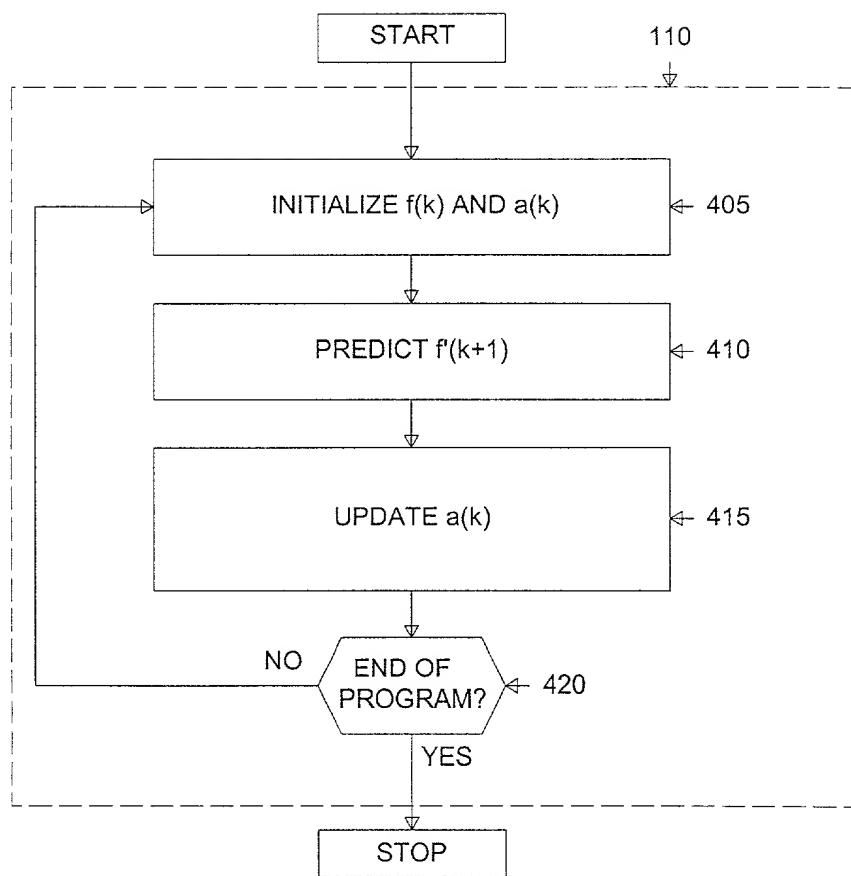 START
110
INITIALIZE f(k) AND a(k)
405
PREDICT f'(k+1)
410
UPDATE a(k)
415
NO
END OF
PROGRAM?
420
YES
STOP